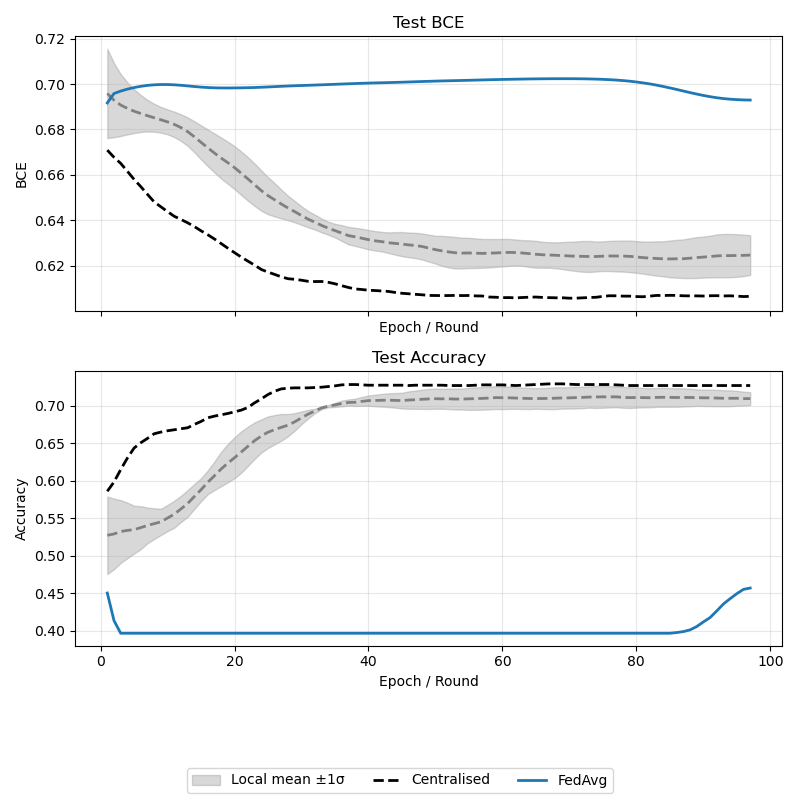 Test BCE
0.72
0.70
0.68
0.66
0.64
0.62
BCE
Epoch / Round
Test Accuracy
0.70
0.65
0.60
0.55
0.50
0.45
0.40
Accuracy
0 20 40 60 80 100
Epoch / Round
Local mean ±1σ Centralised FedAvg